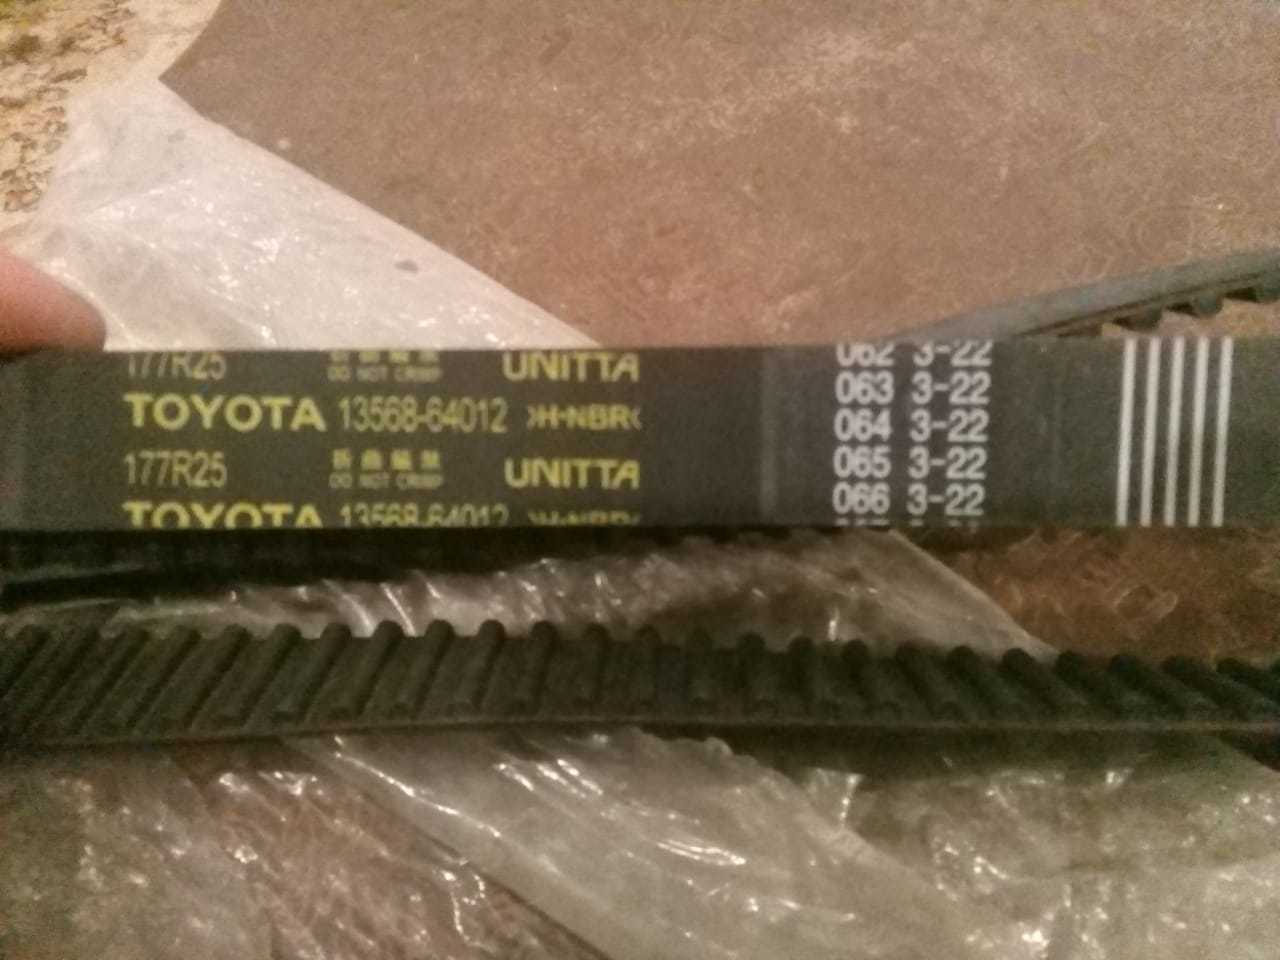 177R25 DO NOT CRIMP UNITTA
TOYOTA 13568-64012 >H-NBR<
177R25 DO NOT CRIMP UNITTA
TOYOTA 13568-64012 >H-NBR<
062 3-22
063 3-22
064 3-22
065 3-22
066 3-22